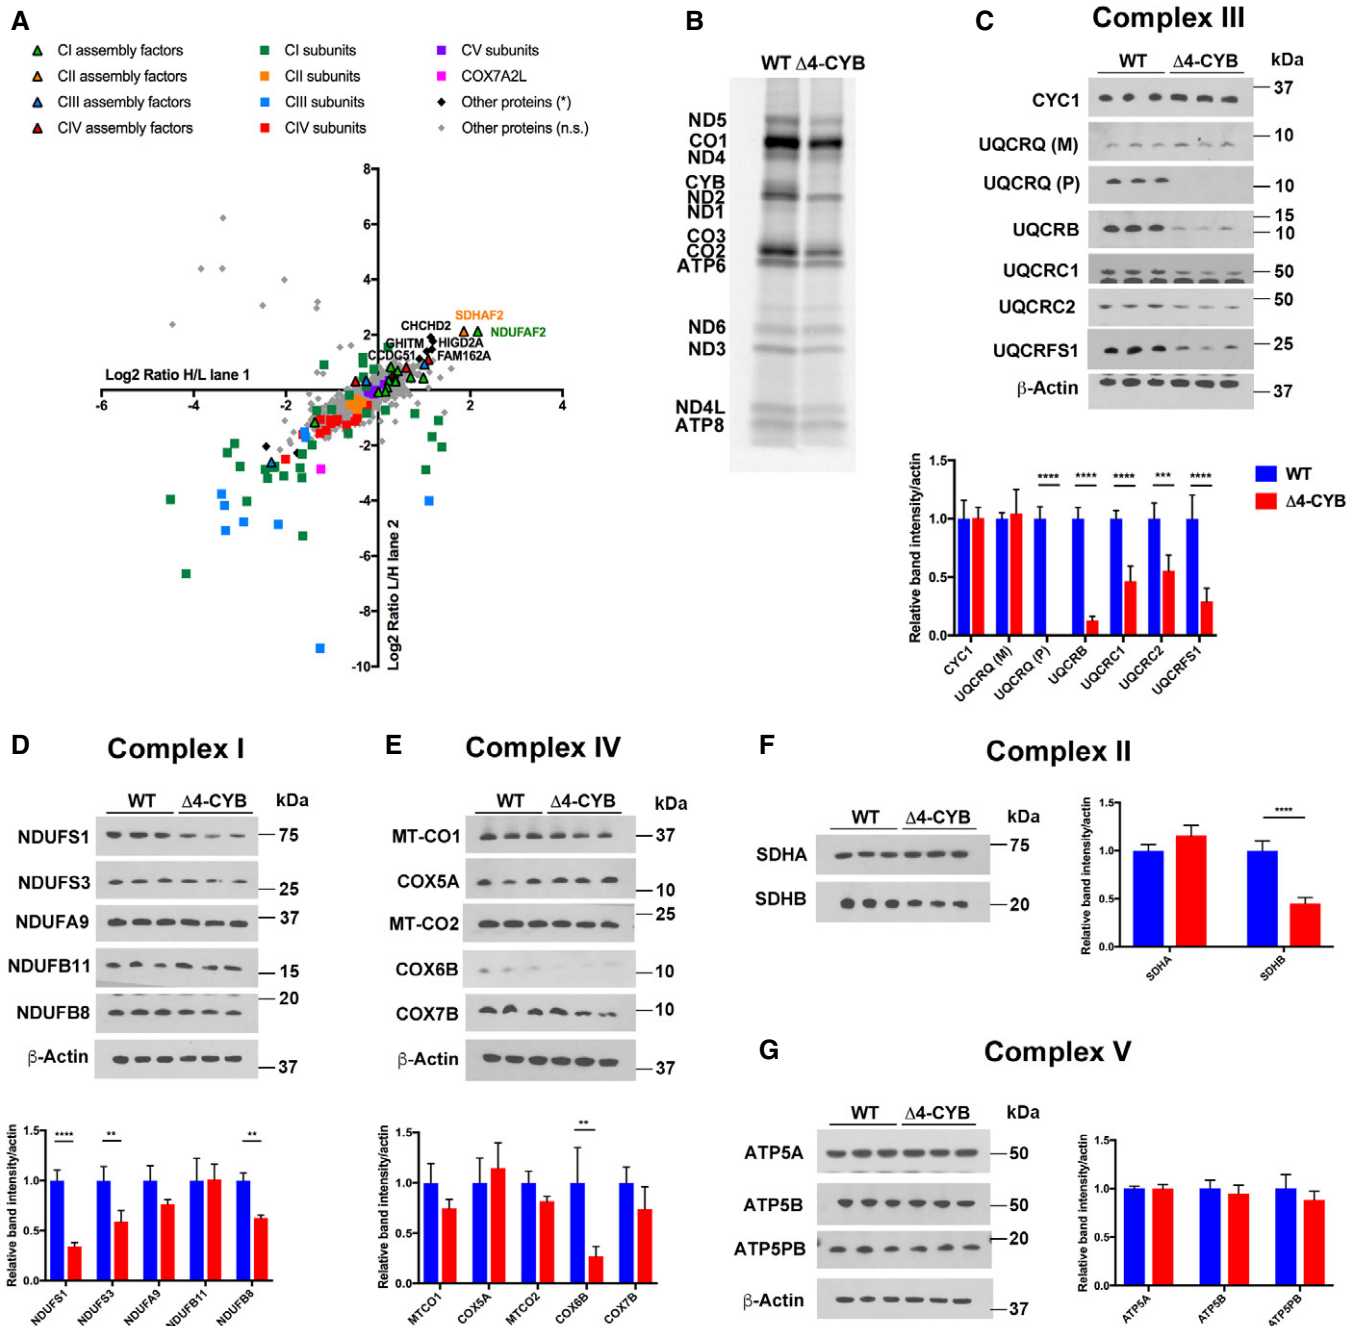 A
CI assembly factors
CII assembly factors
CIII assembly factors
CIV assembly factors
CI subunits
CII subunits
CIII subunits
CIV subunits
CV subunits
COX7A2L
Other proteins (*)
Other proteins (n.s.)
8
6
4
2
-2
-4
-6
-8
-10
-6
-4
-2
2
4
Log2 Ratio H/L lane 1
Log2 Ratio L/H lane 2
SDHAF2
NDUFAF2
CHCHD2
GHITM
HIGD2A
CCDC51
FAM162A
B
WT Δ4-CYB
ND5
CO1
ND4
CYB
ND2
ND1
CO3
CO2
ATP6
ND6
ND3
ND4L
ATP8
C
Complex III
WT Δ4-CYB kDa
CYC1 37
UQCRQ (M) 10
UQCRQ (P) 10
UQCRB 15
10
UQCRC1 50
UQCRC2 50
UQCRFS1 25
β-Actin 37
Relative band intensity/actin
1.5
1.0
0.5
0.0
**** **** **** *** ****
CYC1
UQCRQ (M)
UQCRQ (P)
UQCRB
UQCRC1
UQCRC2
UQCRFS1
WT
Δ4-CYB
D
Complex I
WT Δ4-CYB kDa
NDUFS1 75
NDUFS3 25
NDUFA9 37
NDUFB11 15
NDUFB8 20
β-Actin 37
Relative band intensity/actin
1.5
1.0
0.5
0.0
**** ** **
NDUFS1
NDUFS3
NDUFA9
NDUFB11
NDUFB8
E
Complex IV
WT Δ4-CYB kDa
MT-CO1 37
COX5A 10
MT-CO2 25
COX6B 10
COX7B 10
β-Actin 37
Relative band intensity/actin
1.5
1.0
0.5
0.0
**
MTCO1
COX5A
MTCO2
COX6B
COX7B
F
Complex II
WT Δ4-CYB kDa
SDHA 75
SDHB 20
Relative band intensity/actin
1.5
1.0
0.5
0.0
****
SDHA
SDHB
G
Complex V
WT Δ4-CYB kDa
ATP5A 50
ATP5B 50
ATP5PB 20
β-Actin 37
Relative band intensity/actin
1.5
1.0
0.5
0.0
ATP5A
ATP5B
ATP5PB